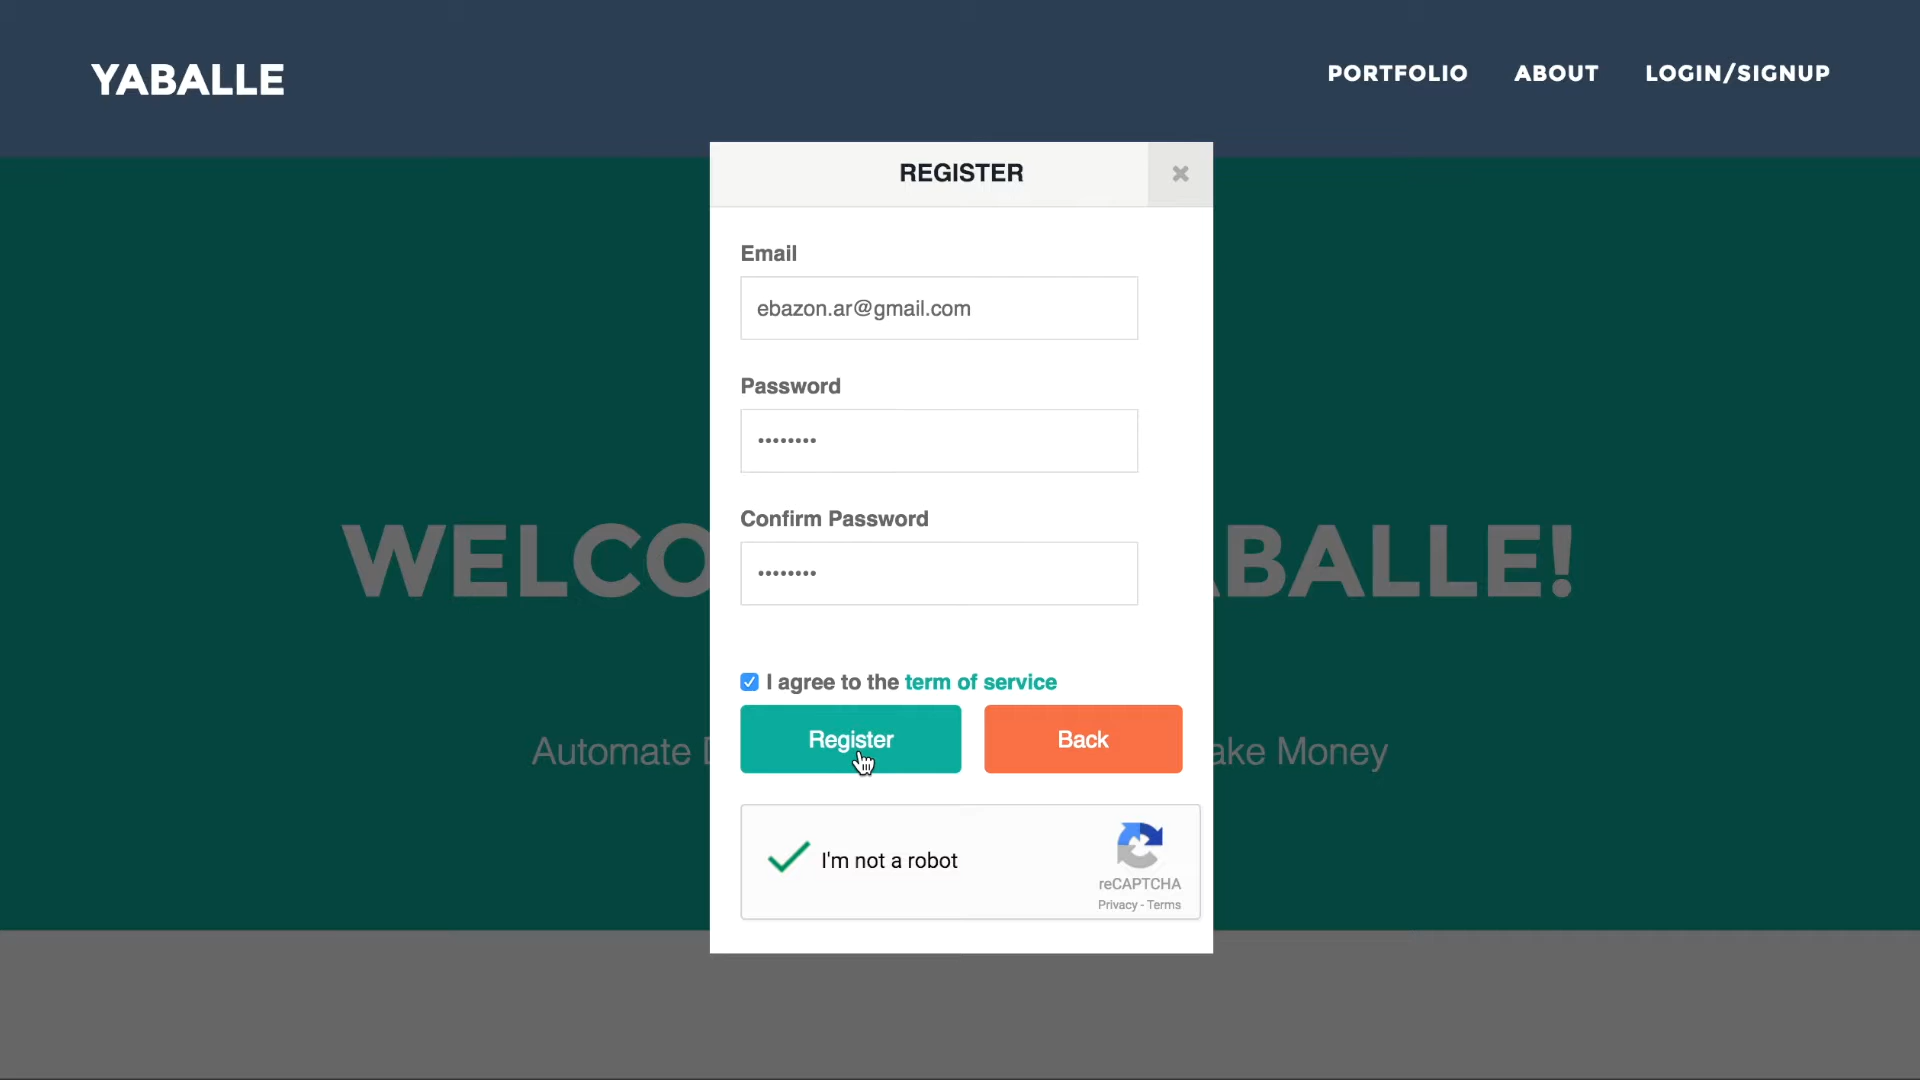 YABALLE
PORTFOLIO ABOUT LOGIN/SIGNUP
REGISTER
Email
ebazon.ar@gmail.com
Password
••••••••
Confirm Password
••••••••
WELCO ABALLE!
I agree to the term of service
Register Back
Automate ake Money
I'm not a robot
reCAPTCHA
Privacy - Terms